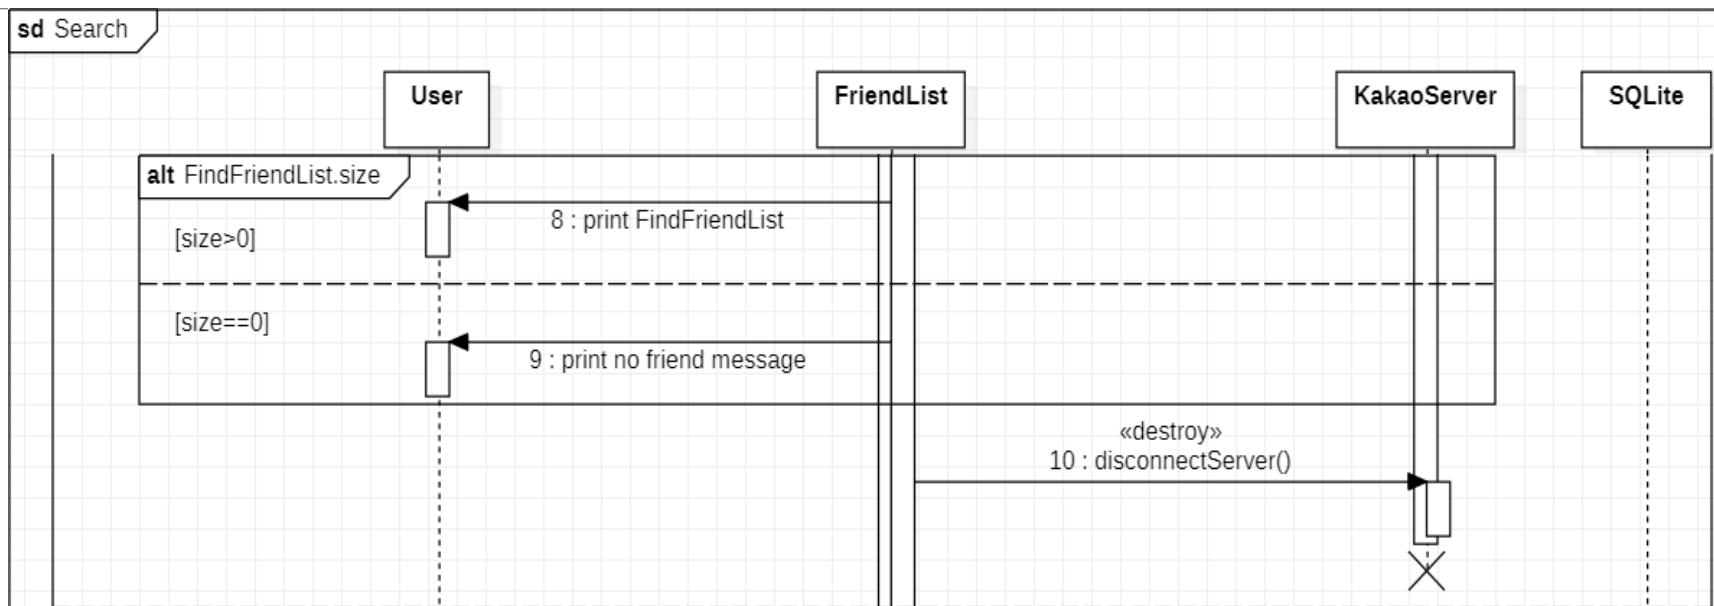 sd Search
User
FriendList
KakaoServer
SQLite
alt FindFriendList.size
8 : print FindFriendList
[size>0]
[size==0]
9 : print no friend message
«destroy»
10 : disconnectServer()